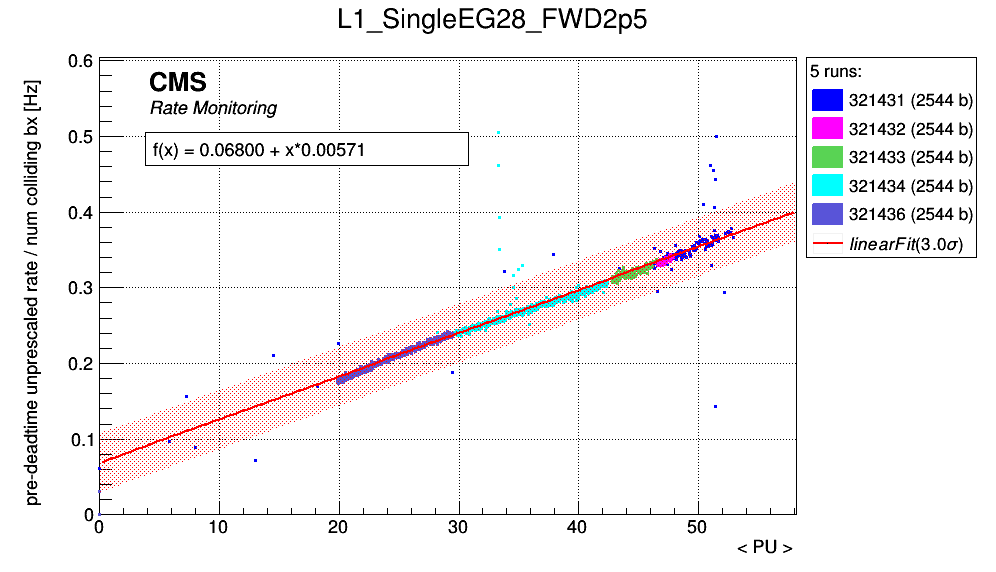 L1_SingleEG28_FWD2p5
pre-deadtime unprescaled rate / num colliding bx [Hz]
0.6
0.5
0.4
0.3
0.2
0.1
0
CMS
Rate Monitoring
f(x) = 0.06800 + x*0.00571
0 10 20 30 40 50
< PU >
5 runs:
321431 (2544 b)
321432 (2544 b)
321433 (2544 b)
321434 (2544 b)
321436 (2544 b)
linearFit(3.0σ)